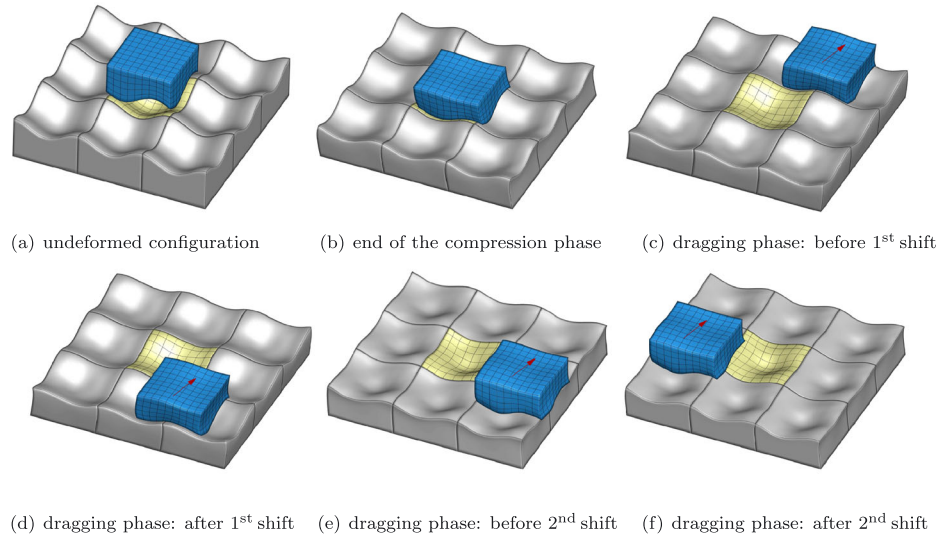 (a) undeformed configuration
(b) end of the compression phase
(c) dragging phase: before 1st shift
(d) dragging phase: after 1st shift
(e) dragging phase: before 2nd shift
(f) dragging phase: after 2nd shift